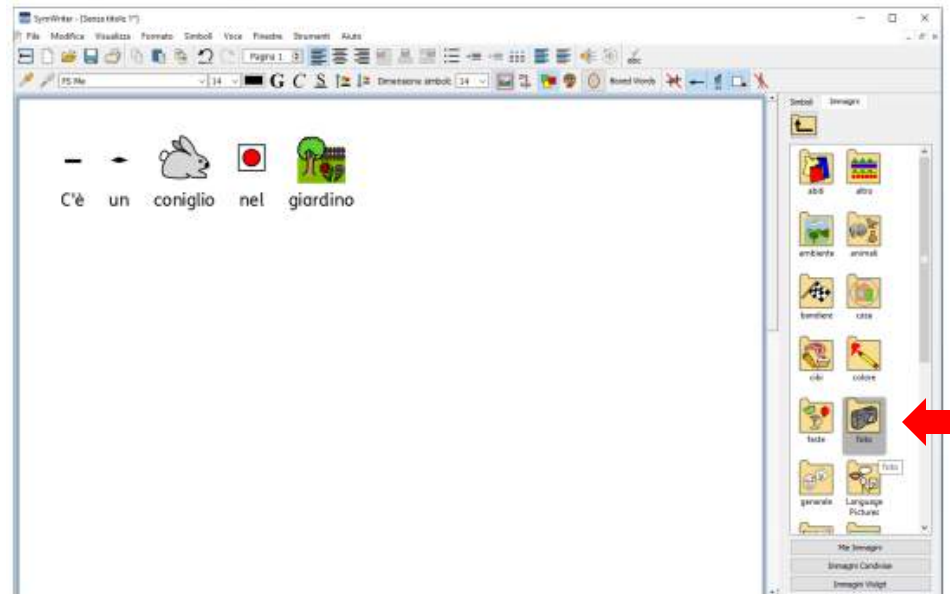 SymWriter - [Senza titolo 1*]
File Modifica Visualizza Formato Simboli Voce Finestre Strumenti Aiuto
Pagina 1
FS Me 14 G C S Dimensione simboli: 14 Bored Words
Simboli Immagini
C'è un coniglio nel giardino
abiti altro
ambiente animali
bandiere casa
cibi colore
feste foto
foto
generale Language Pictures
Mie Immagini
Immagini Condivise
Immagini Widgit